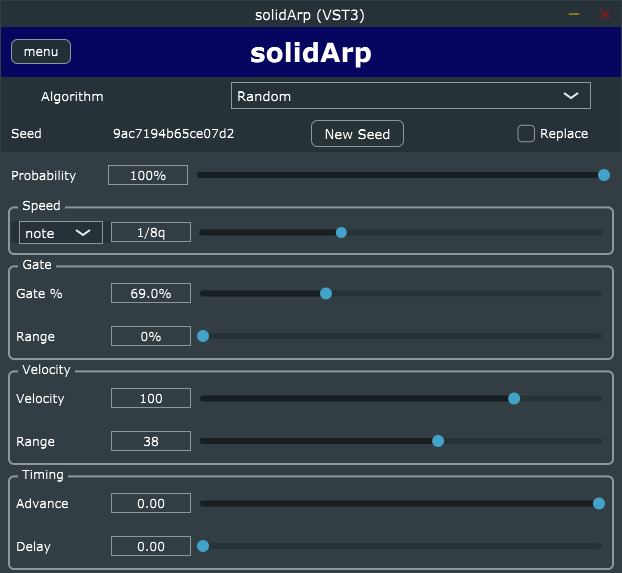 solidArp (VST3)
menu
solidArp
Algorithm Random
Seed 9ac7194b65ce07d2 New Seed Replace
Probability 100%
Speed
note 1/8q
Gate
Gate % 69.0%
Range 0%
Velocity
Velocity 100
Range 38
Timing
Advance 0.00
Delay 0.00